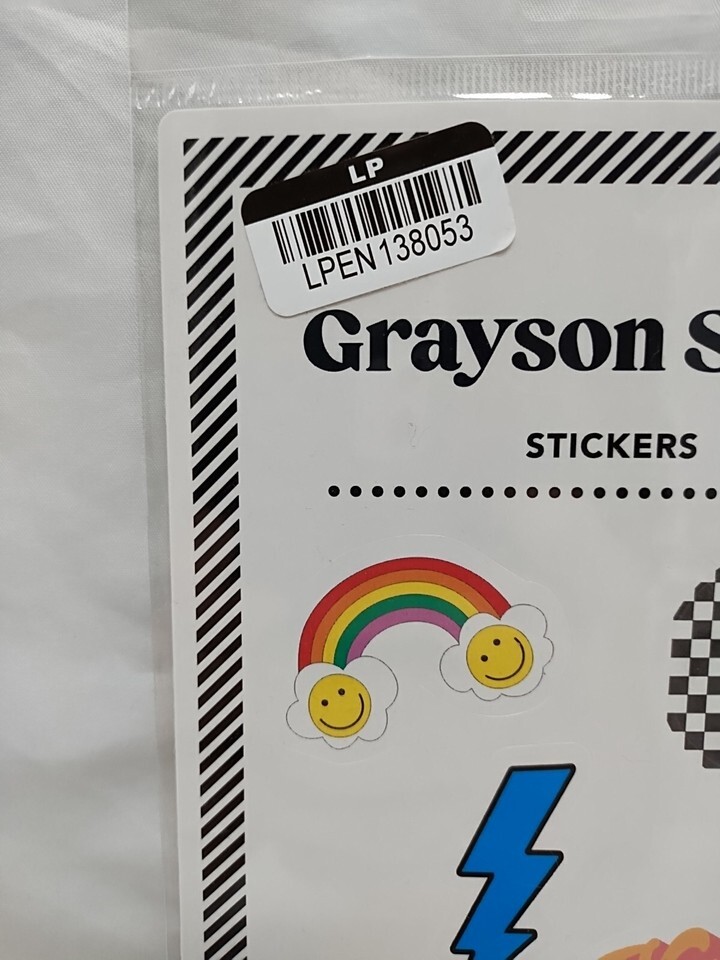 LP
LPEN138053
Grayson S
STICKERS